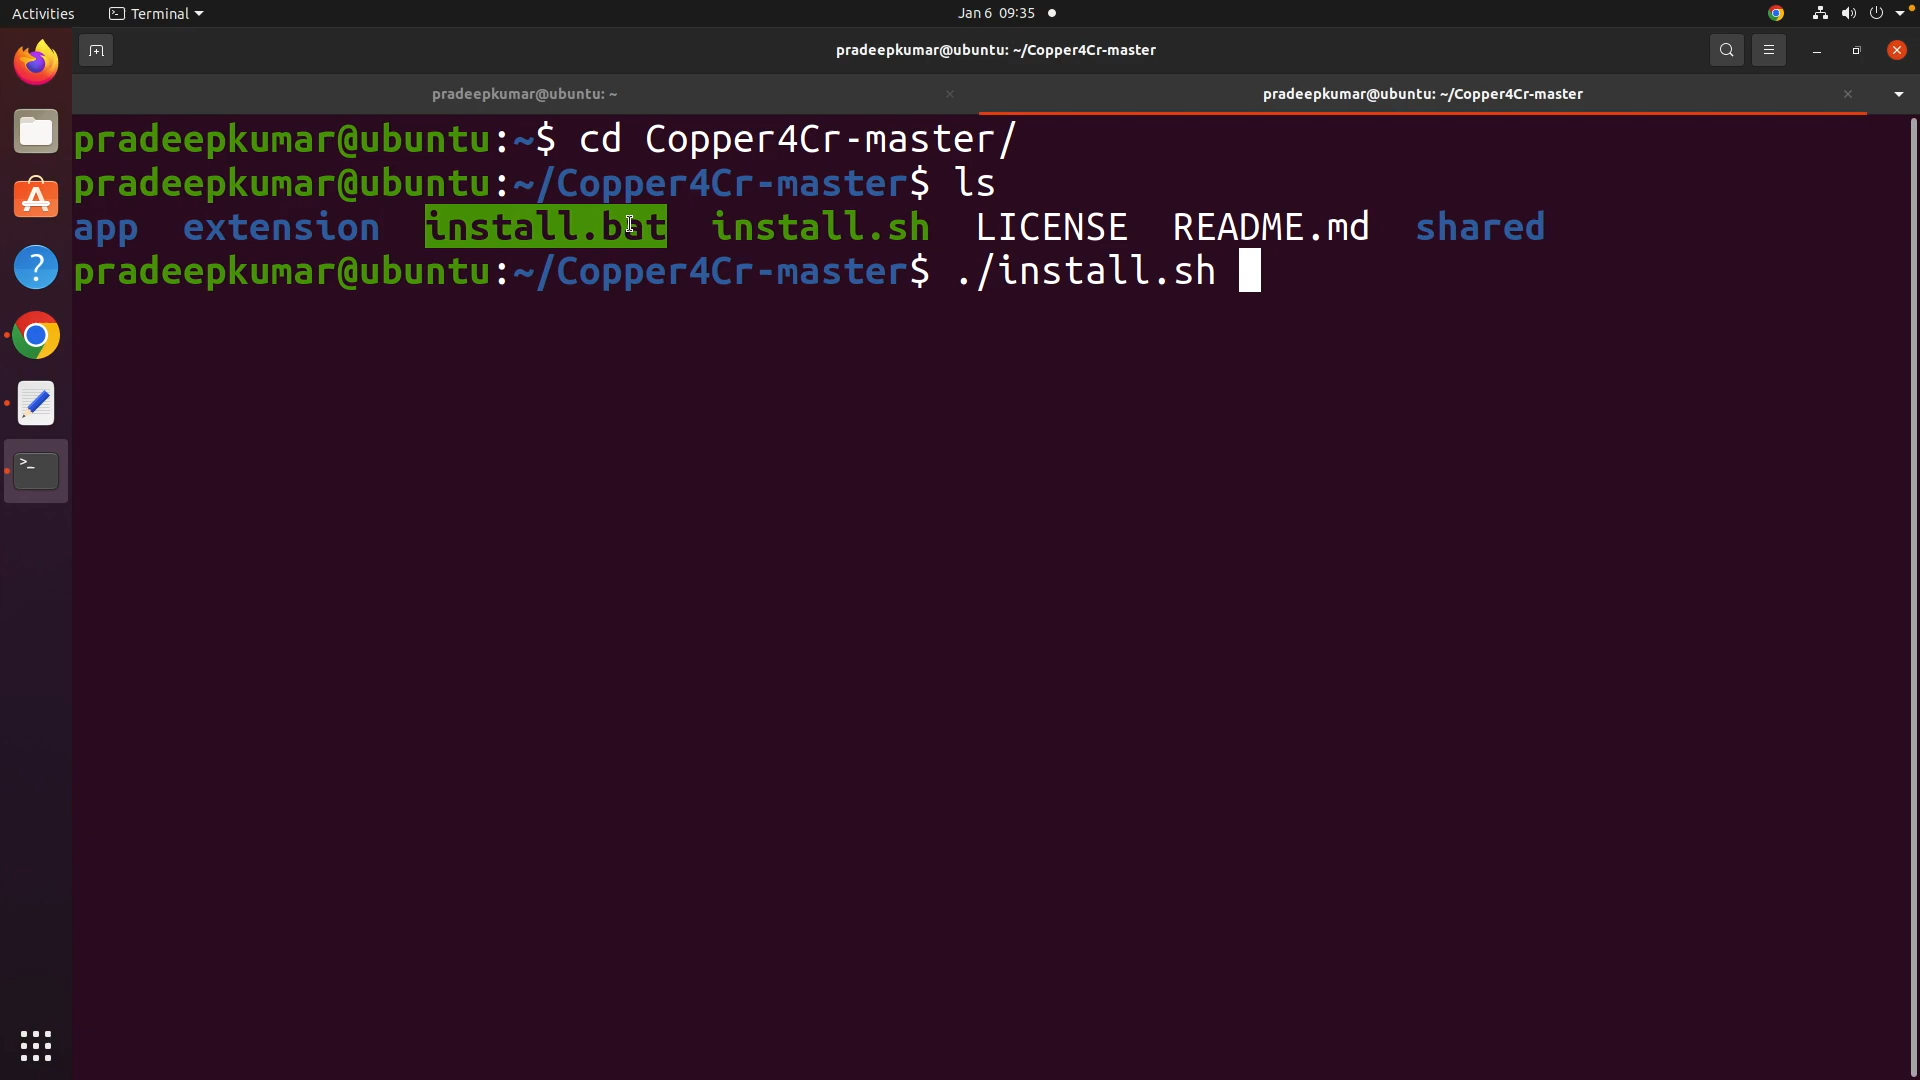 Activities Terminal Jan 6 09:35
pradeepkumar@ubuntu: ~/Copper4Cr-master
pradeepkumar@ubuntu: ~ pradeepkumar@ubuntu: ~/Copper4Cr-master
pradeepkumar@ubuntu:~$ cd Copper4Cr-master/
pradeepkumar@ubuntu:~/Copper4Cr-master$ ls
app extension install.bat install.sh LICENSE README.md shared
pradeepkumar@ubuntu:~/Copper4Cr-master$ ./install.sh